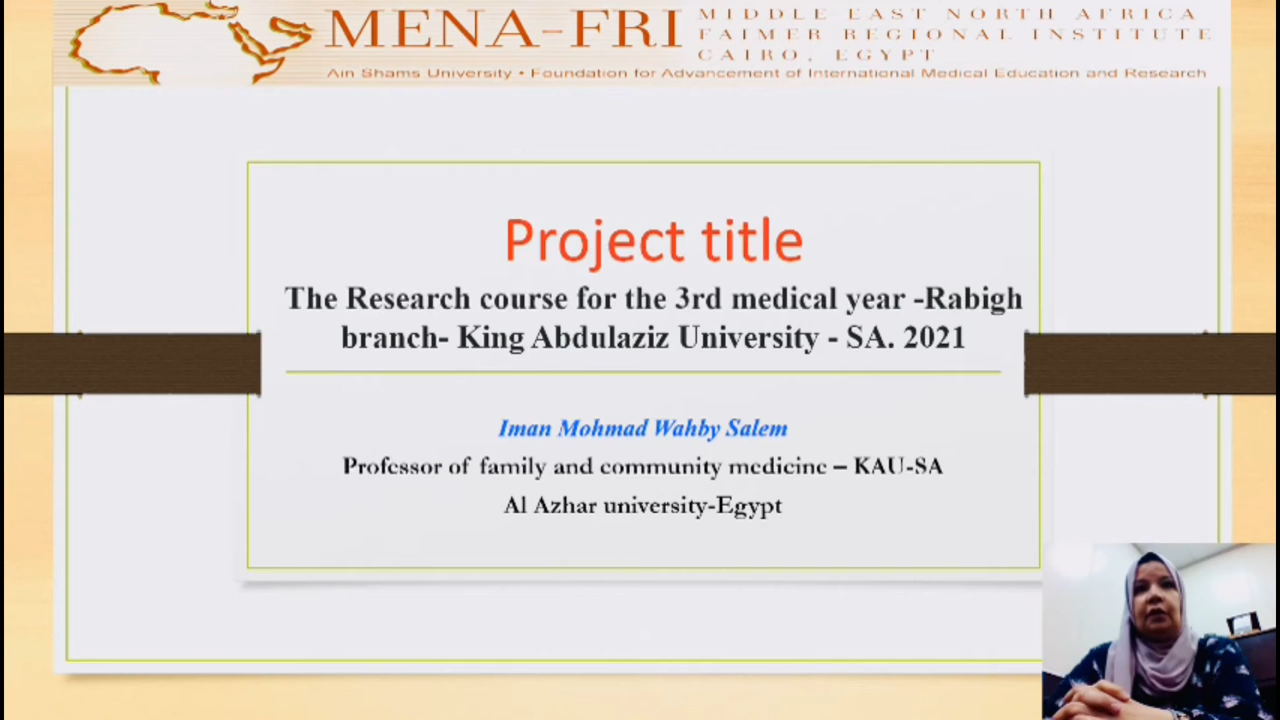 MENA-FRI
MIDDLE EAST NORTH AFRICA
FAIMER REGIONAL INSTITUTE
CAIRO, EGYPT
Ain Shams University • Foundation for Advancement of International Medical Education and Research
Project title
The Research course for the 3rd medical year -Rabigh
branch- King Abdulaziz University - SA. 2021
Iman Mohmad Wahby Salem
Professor of family and community medicine – KAU-SA
Al Azhar university-Egypt